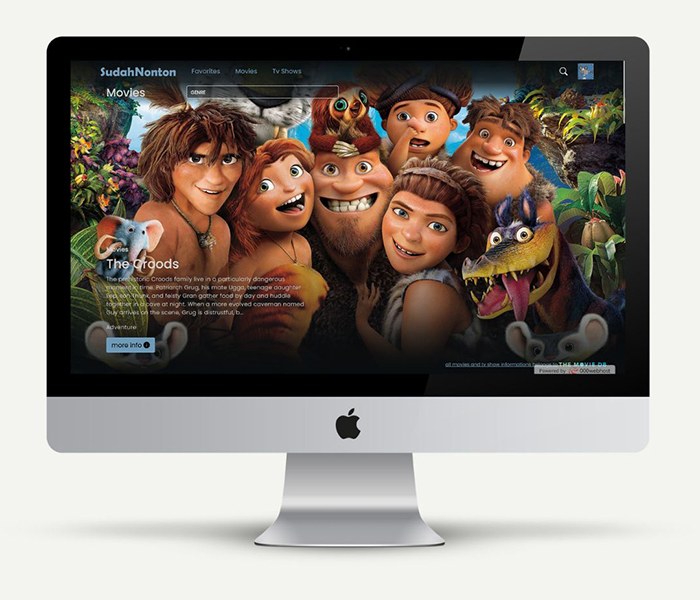 SudahNonton
Favorites
Movies
Tv Shows
Movies
GENRE
Movies
The Croods
The prehistoric Croods family live in a particularly dangerous
moment in time. Patriarch Grug, his mate Ugga, teenage daughter
Eep, son Thunk, and feisty Gran gather food by day and huddle
together in a cave at night. When a more evolved caveman named
Guy arrives on the scene, Grug is distrustful, b...
Adventure
more info
all movies and tv show informations
THE MOVIE DB
Powered by 000webhost